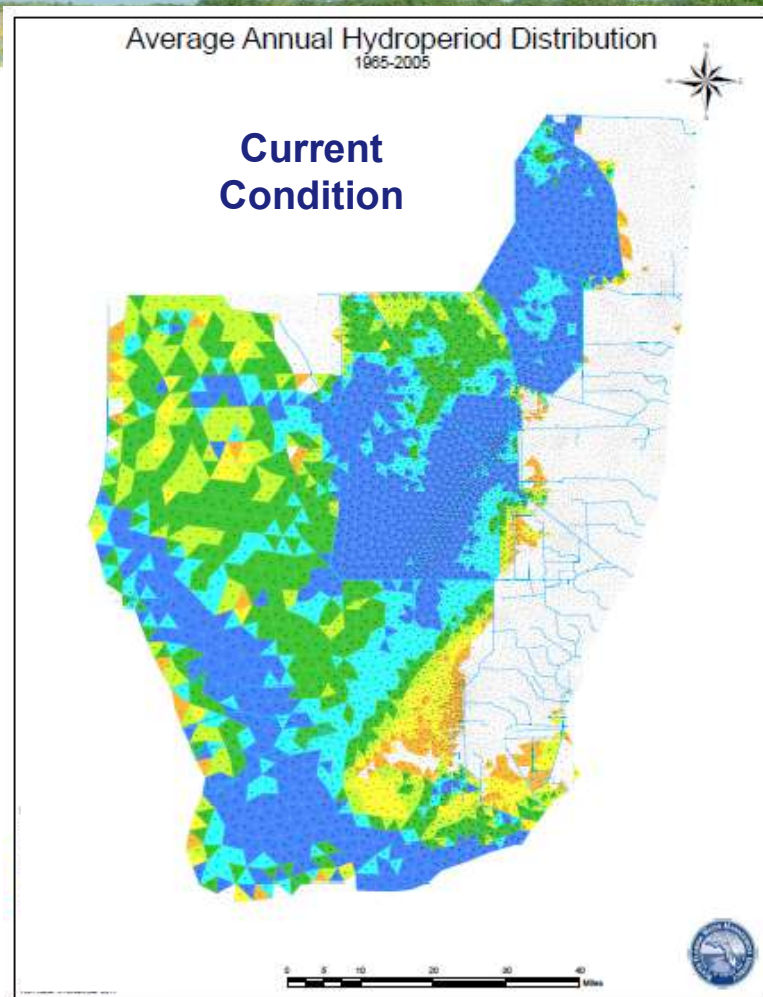 Average Annual Hydroperiod Distribution
1965-2005
N
W
E
S
Current
Condition
0 5 10 20 30 40
Miles